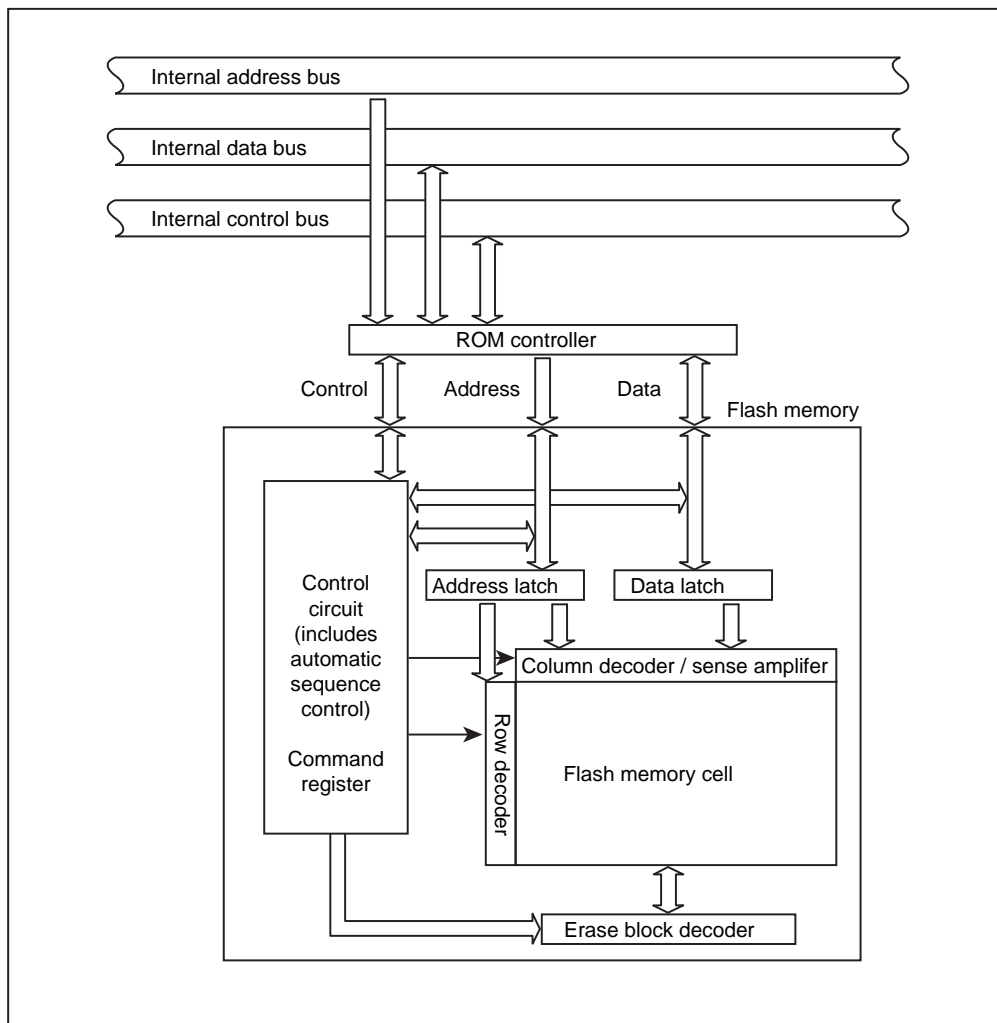 Internal address bus
Internal data bus
Internal control bus
ROM controller
Control
Address
Data
Flash memory
Control
circuit
(includes
automatic
sequence
control)
Command
register
Address latch
Data latch
Column decoder / sense amplifer
Row decoder
Flash memory cell
Erase block decoder